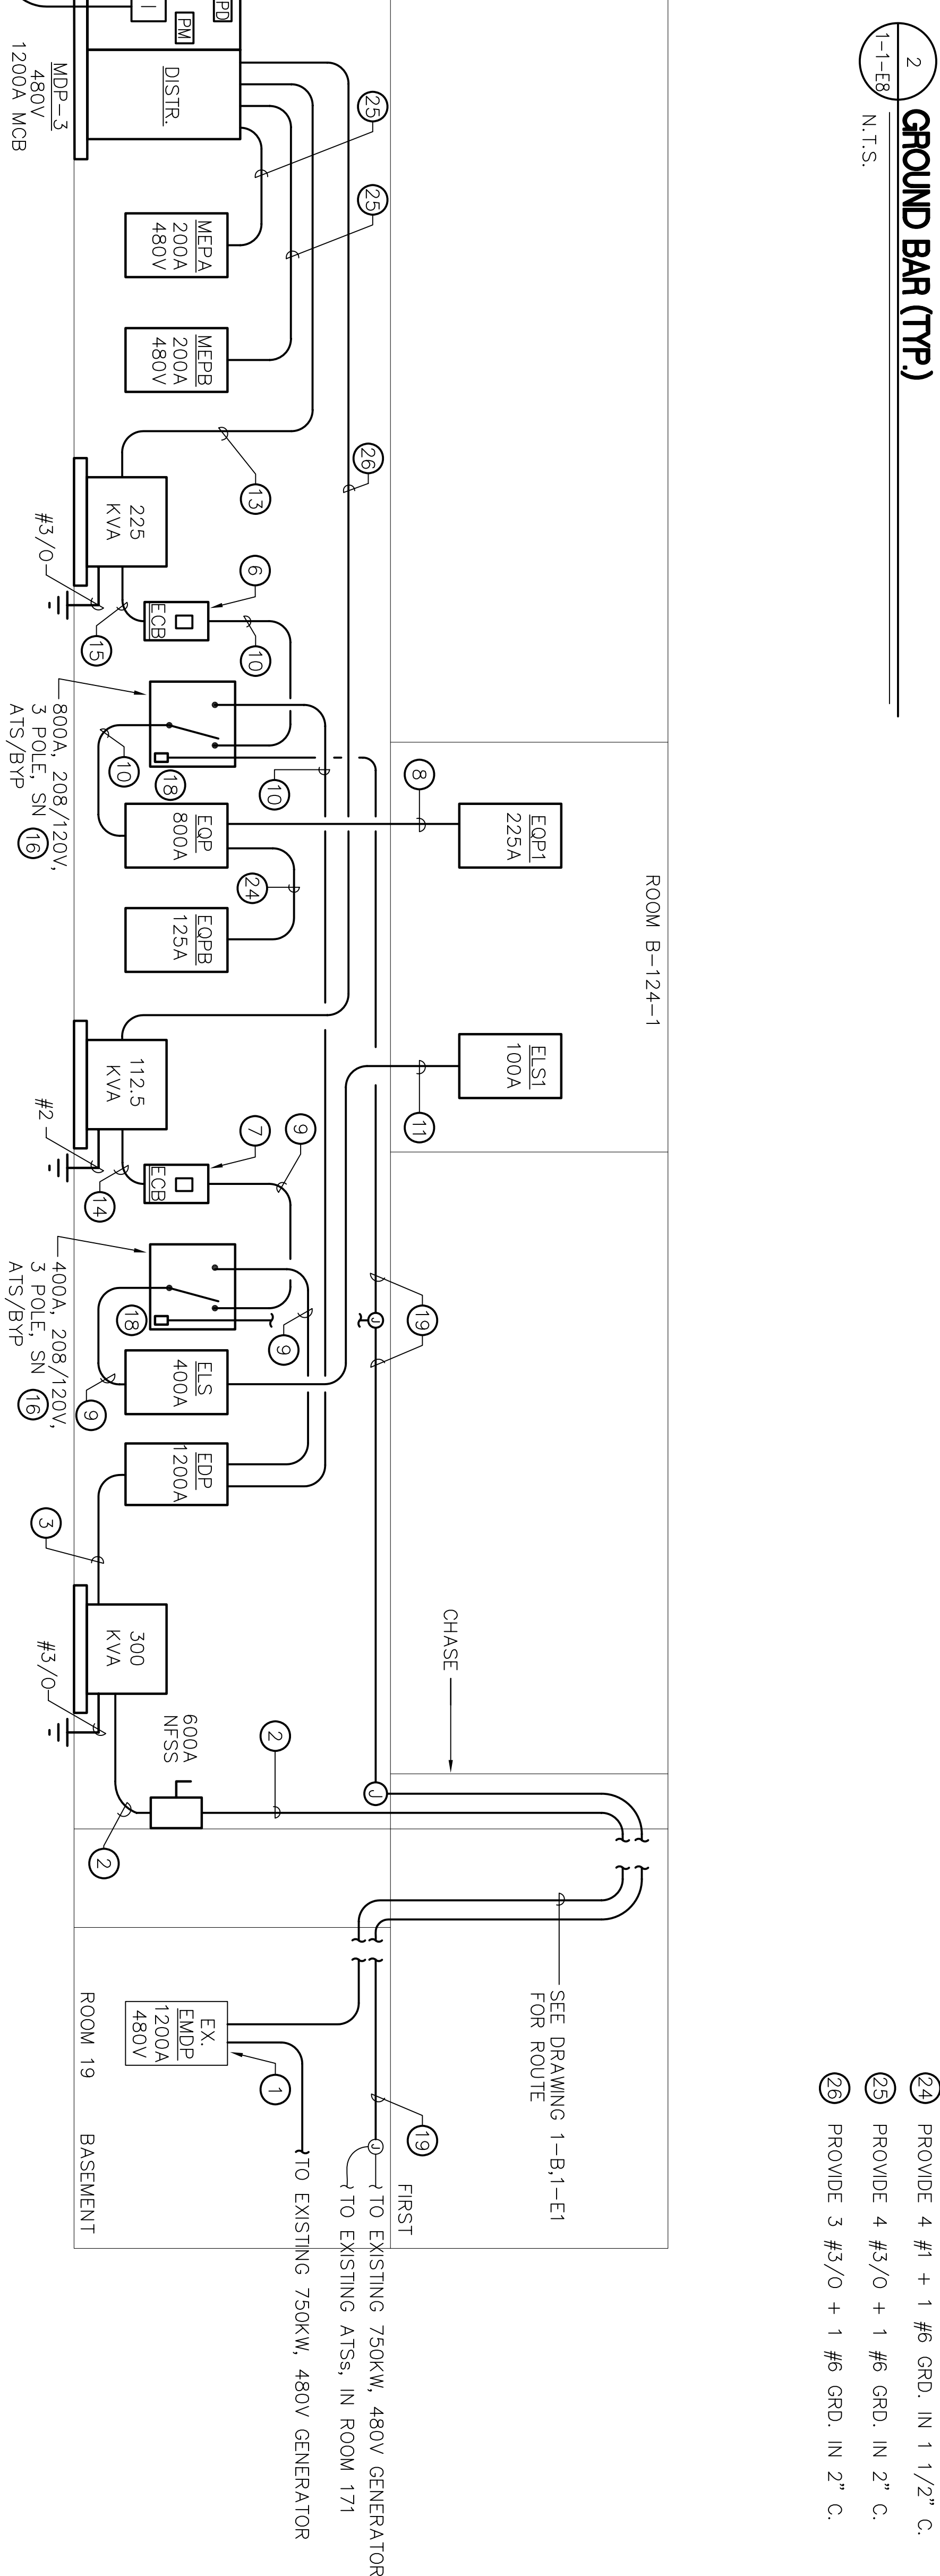 2
1-1-E8
GROUND BAR (TYP.)
N.T.S.
24 PROVIDE 4 #1 + 1 #6 GRD. IN 1 1/2" C.
25 PROVIDE 4 #3/0 + 1 #6 GRD. IN 2" C.
26 PROVIDE 3 #3/0 + 1 #6 GRD. IN 2" C.
ROOM B-124-1
EQP1
225A
ELS1
100A
SEE DRAWING 1-B,1-E1
FOR ROUTE
CHASE
8
11
19
19
FIRST
25
25
26
J
J
J
TO EXISTING 750KW, 480V GENERATOR
TO EXISTING ATSs, IN ROOM 171
TO EXISTING 750KW, 480V GENERATOR
13
6
10
10
24
7
9
9
2
1
PD
PM
DISTR.
MDP-3
480V
1200A MCB
MEPA
200A
480V
MEPB
200A
480V
225
KVA
#3/0
15
ECB
10
18
800A, 208/120V,
3 POLE, SN 16
ATS/BYP
EQP
800A
EQPB
125A
112.5
KVA
#2
14
ECB
18
400A, 208/120V,
3 POLE, SN 16
ATS/BYP
9
ELS
400A
EDP
1200A
3
300
KVA
#3/0
600A
NFSS
2
EX.
EMDP
1200A
480V
ROOM 19
BASEMENT